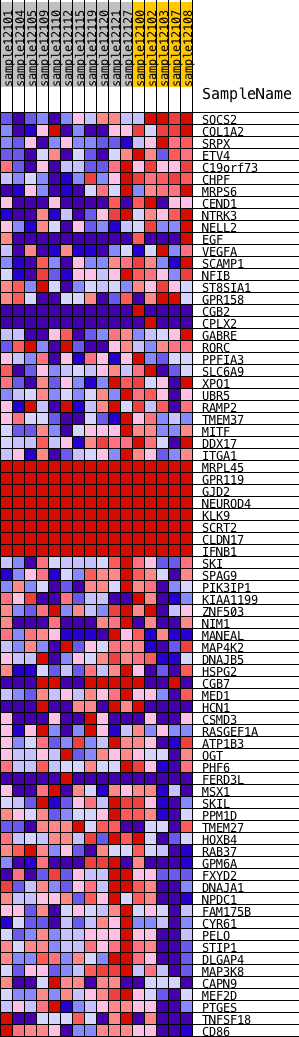 sample12101
sample12104
sample12105
sample12109
sample12110
sample12112
sample12115
sample12119
sample12120
sample12121
sample12122
sample12100
sample12102
sample12103
sample12107
sample12108
SampleName
SOCS2
COL1A2
SRPX
ETV4
C19orf73
CHPF
MRPS6
CEND1
NTRK3
NELL2
EGF
VEGFA
SCAMP1
NFIB
ST8SIA1
GPR158
CGB2
CPLX2
GABRE
RORC
PPFIA3
SLC6A9
XPO1
UBR5
RAMP2
TMEM37
MITF
DDX17
ITGA1
MRPL45
GPR119
GJD2
NEUROD4
KLK9
SCRT2
CLDN17
IFNB1
SKI
SPAG9
PIK3IP1
KIAA1199
ZNF503
NIM1
MANEAL
MAP4K2
DNAJB5
HSPG2
CGB7
MED1
HCN1
CSMD3
RASGEF1A
ATP1B3
OGT
PHF6
FERD3L
MSX1
SKIL
PPM1D
TMEM27
HOXB4
RAB37
GPM6A
FXYD2
DNAJA1
NPDC1
FAM175B
CYR61
PELO
STIP1
DLGAP4
MAP3K8
CAPN9
MEF2D
PTGES
TNFSF18
CD86